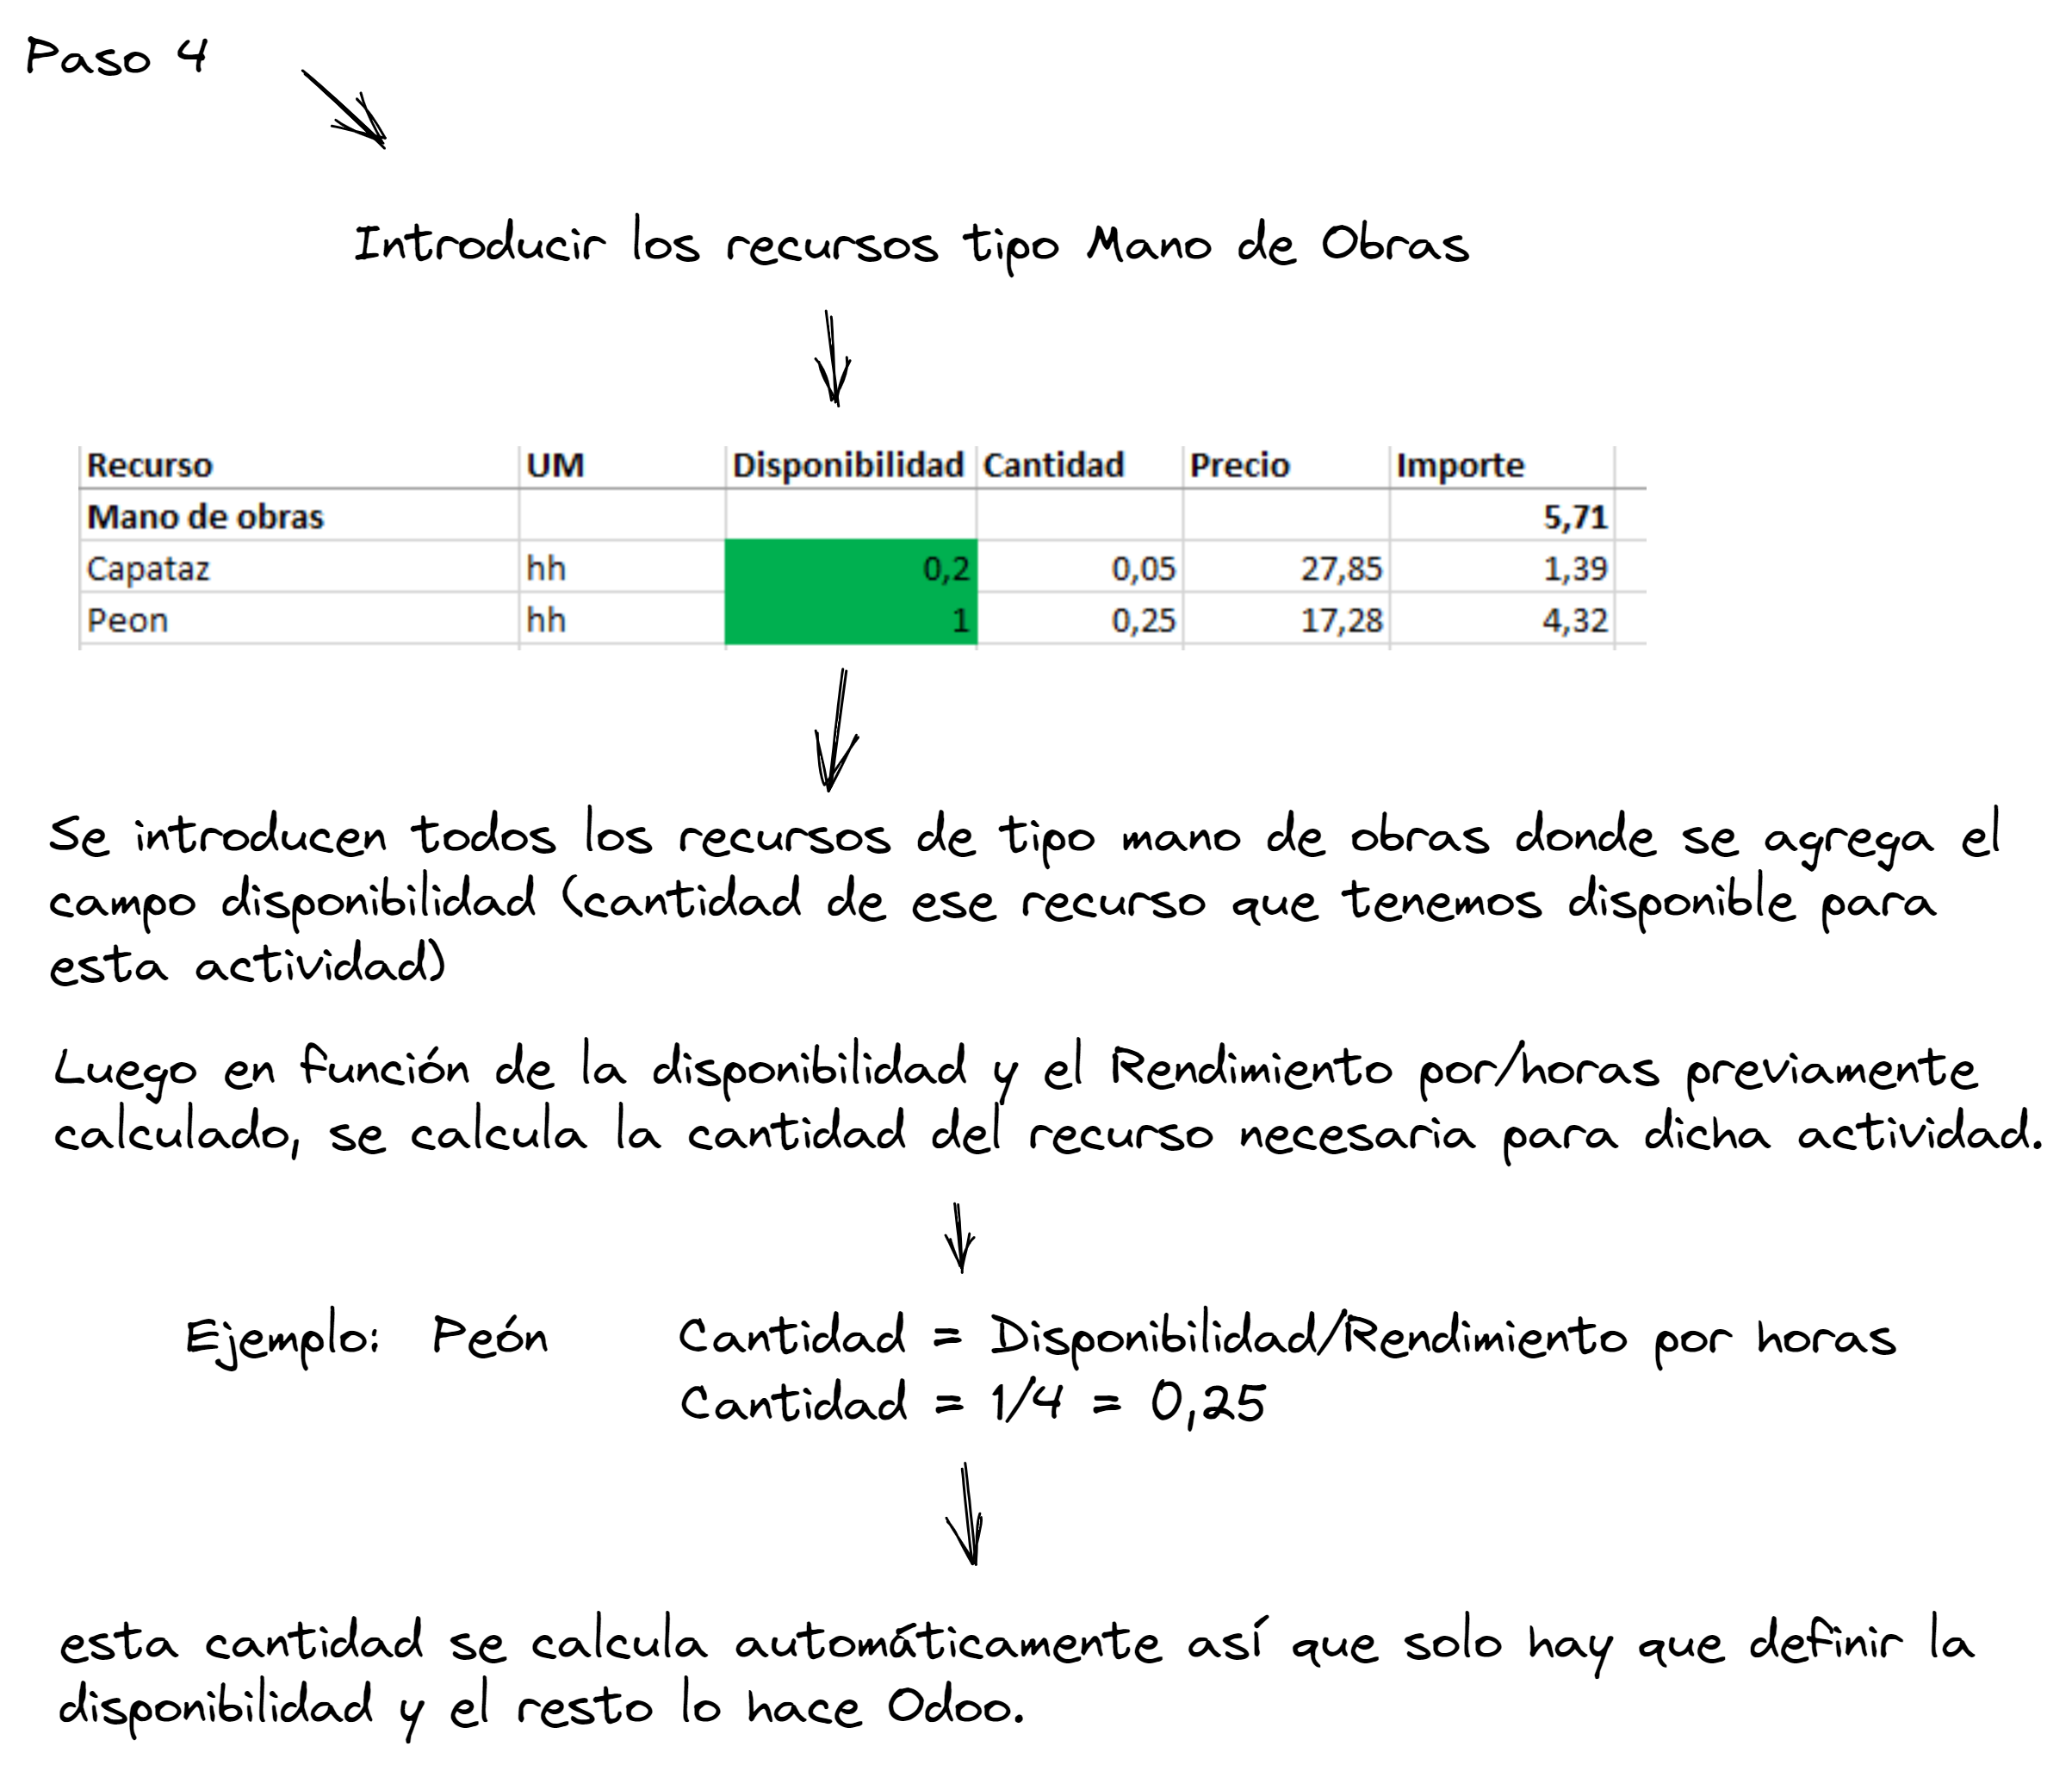 Paso 4
Introducir los recursos tipo Mano de Obras
Recurso UM Disponibilidad Cantidad Precio Importe
Mano de obras 5,71
Capataz hh 0,2 0,05 27,85 1,39
Peon hh 1 0,25 17,28 4,32
Se introducen todos los recursos de tipo mano de obras donde se agrega el
campo disponibilidad (cantidad de ese recurso que tenemos disponible para
esta actividad)
Luego en función de la disponibilidad y el Rendimiento por/horas previamente
calculado, se calcula la cantidad del recurso necesaria para dicha actividad.
Ejemplo: Peón Cantidad = Disponibilidad/Rendimiento por horas
Cantidad = 1/4 = 0,25
esta cantidad se calcula automáticamente así que solo hay que definir la
disponibilidad y el resto lo hace Odoo.